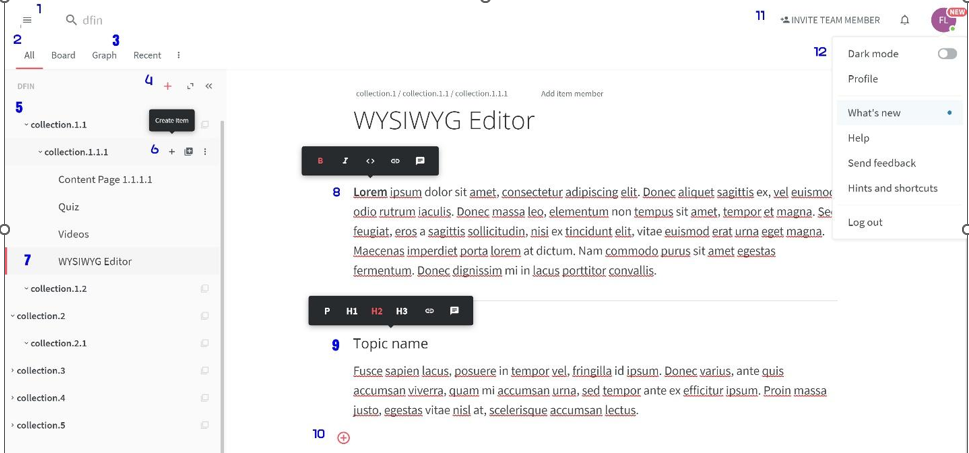 1
dfin
11
INVITE TEAM MEMBER
FL
NEW
2
3
All
Board
Graph
Recent
12
Dark mode
Profile
What's new
Help
Send feedback
Hints and shortcuts
Log out
4
DFIN
5
Create item
collection.1.1
collection.1.1.1
6
Content Page 1.1.1.1
Quiz
Videos
7
WYSIWYG Editor
collection.1.2
collection.2
collection.2.1
collection.3
collection.4
collection.5
collection.1 / collection.1.1 / collection.1.1.1
Add item member
WYSIWYG Editor
B I <>
8
Lorem ipsum dolor sit amet, consectetur adipiscing elit. Donec aliquet sagittis ex, vel euismod
odio rutrum iaculis. Donec massa leo, elementum non tempus sit amet, tempor et magna. Sed
feugiat, eros a sagittis sollicitudin, nisi ex tincidunt elit, vitae euismod erat urna eget magna.
Maecenas imperdiet porta lorem at dictum. Nam commodo purus sit amet egestas
fermentum. Donec dignissim mi in lacus porttitor convallis.
P H1 H2 H3
9
Topic name
Fusce sapien lacus, posuere in tempor vel, fringilla id ipsum. Donec varius, ante quis
accumsan viverra, quam mi accumsan urna, sed tempor ante ex efficitur ipsum. Proin massa
justo, egestas vitae nisl at, scelerisque accumsan lectus.
10